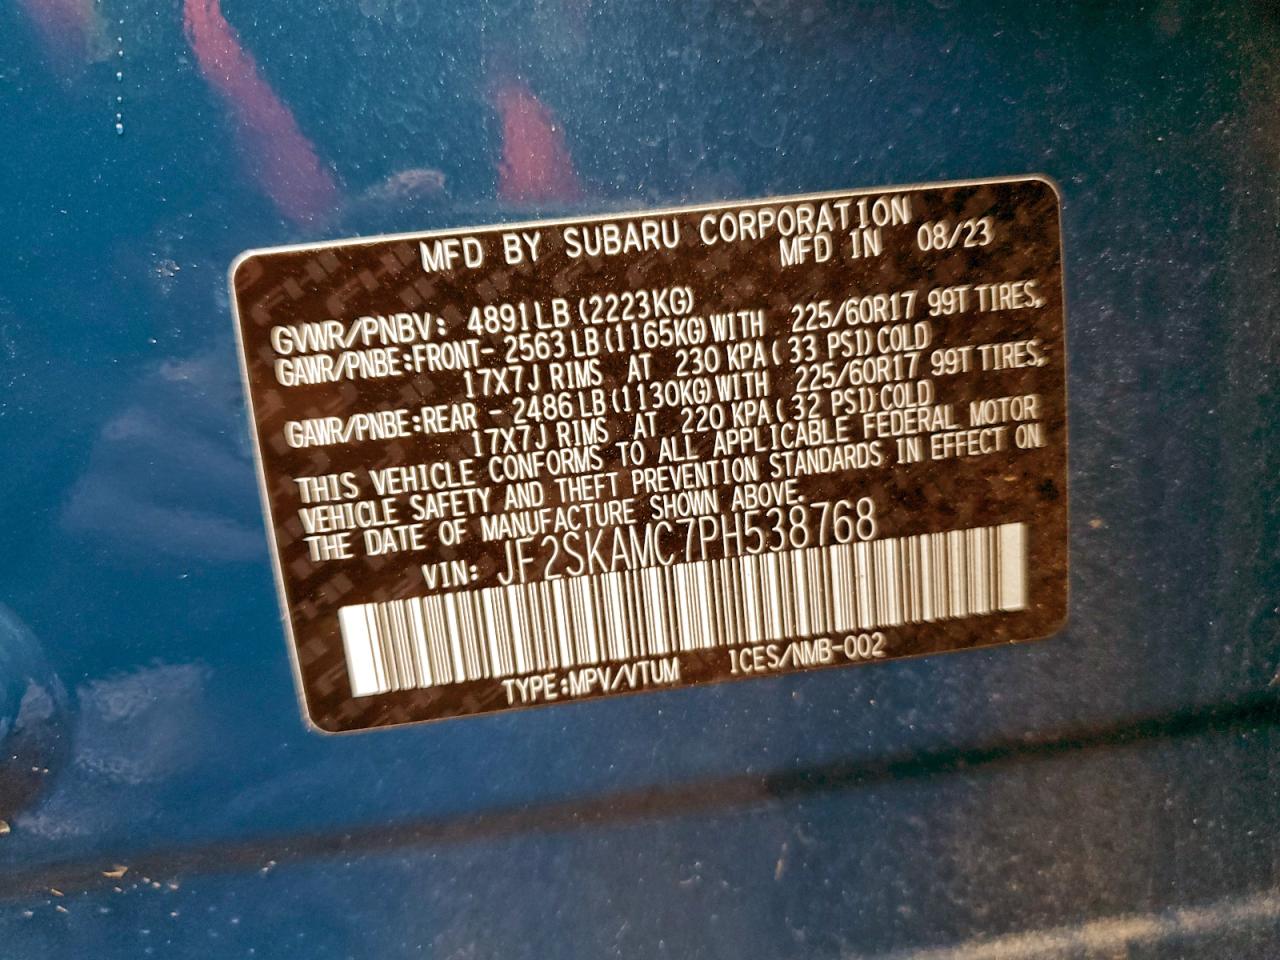 MFD BY SUBARU CORPORATION
MFD IN 08/23
GVWR/PNBV: 4891LB (2223KG)
GAWR/PNBE:FRONT- 2563 LB (1165KG) WITH 225/60R17 99T TIRES,
17X7J RIMS AT 230 KPA ( 33 PSI) COLD
GAWR/PNBE:REAR - 2486 LB (1130KG) WITH 225/60R17 99T TIRES,
17X7J RIMS AT 220 KPA ( 32 PSI) COLD
THIS VEHICLE CONFORMS TO ALL APPLICABLE FEDERAL MOTOR
VEHICLE SAFETY AND THEFT PREVENTION STANDARDS IN EFFECT ON
THE DATE OF MANUFACTURE SHOWN ABOVE.
VIN: JF2SKAMC7PH538768
TYPE:MPV/VTUM ICES/NMB-002